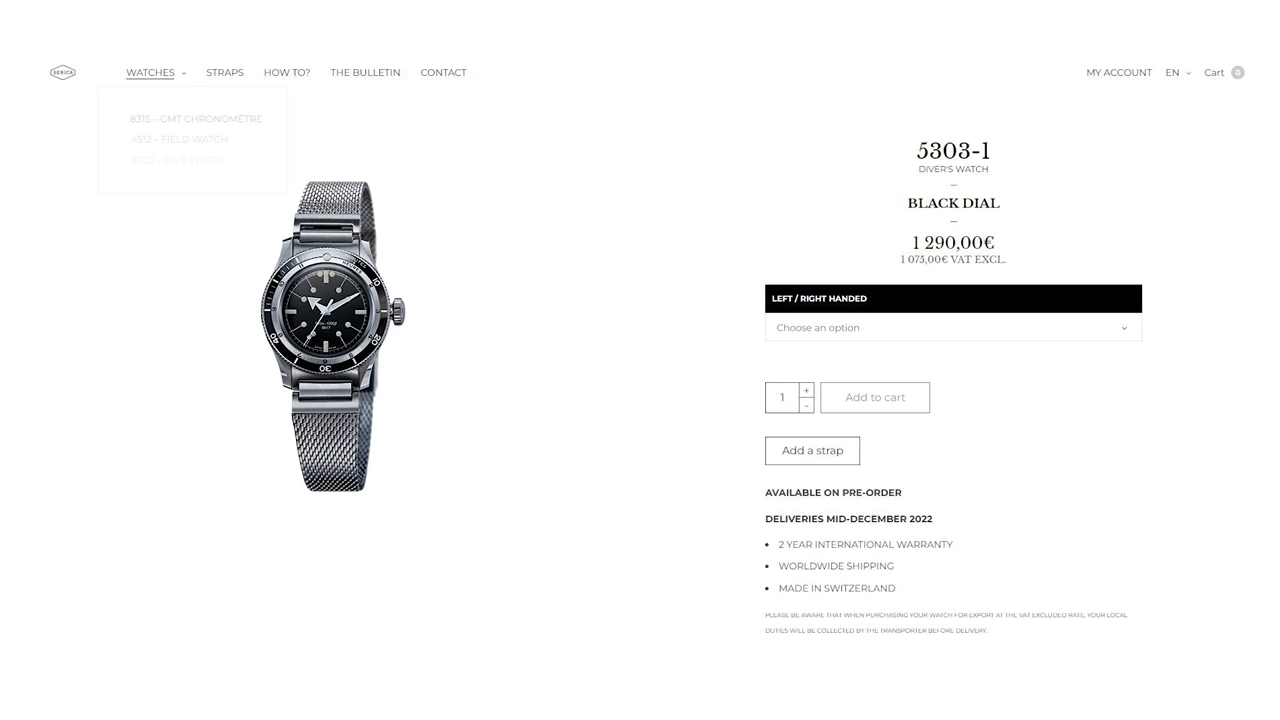 SERICA
WATCHES STRAPS HOW TO? THE BULLETIN CONTACT
MY ACCOUNT EN Cart 0
8315 – GMT CHRONOMÈTRE
4512 – FIELD WATCH
5303 – DIVE WATCH
5303-1
DIVER'S WATCH
–
BLACK DIAL
–
1 290,00€
1 075,00€ VAT EXCL.
LEFT / RIGHT HANDED
Choose an option
1 + -
Add to cart
Add a strap
AVAILABLE ON PRE-ORDER
DELIVERIES MID-DECEMBER 2022
• 2 YEAR INTERNATIONAL WARRANTY
• WORLDWIDE SHIPPING
• MADE IN SWITZERLAND
PLEASE BE AWARE THAT WHEN PURCHASING YOUR WATCH FOR EXPORT AT THE VAT EXCLUDED RATE, YOUR LOCAL
DUTIES WILL BE COLLECTED BY THE TRANSPORTER BEFORE DELIVERY.
10
20
30
40